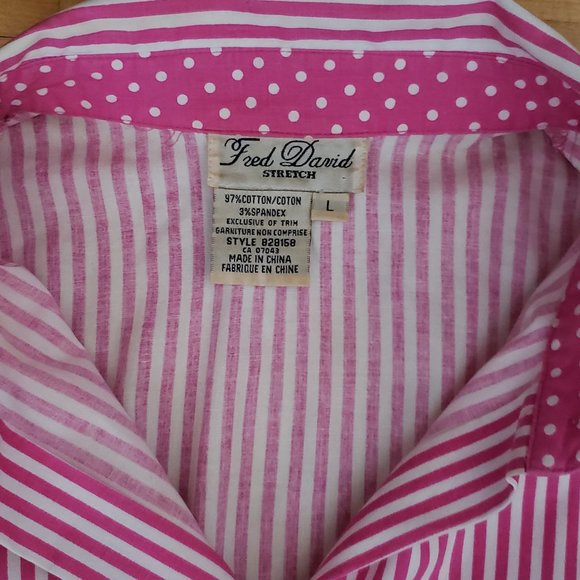 Fred David
STRETCH
97%COTTON/COTON
3%SPANDEX
EXCLUSIVE OF TRIM
GARNITURE NON COMPRISE
STYLE 828158
CA 07043
MADE IN CHINA
FABRIQUE EN CHINE
L